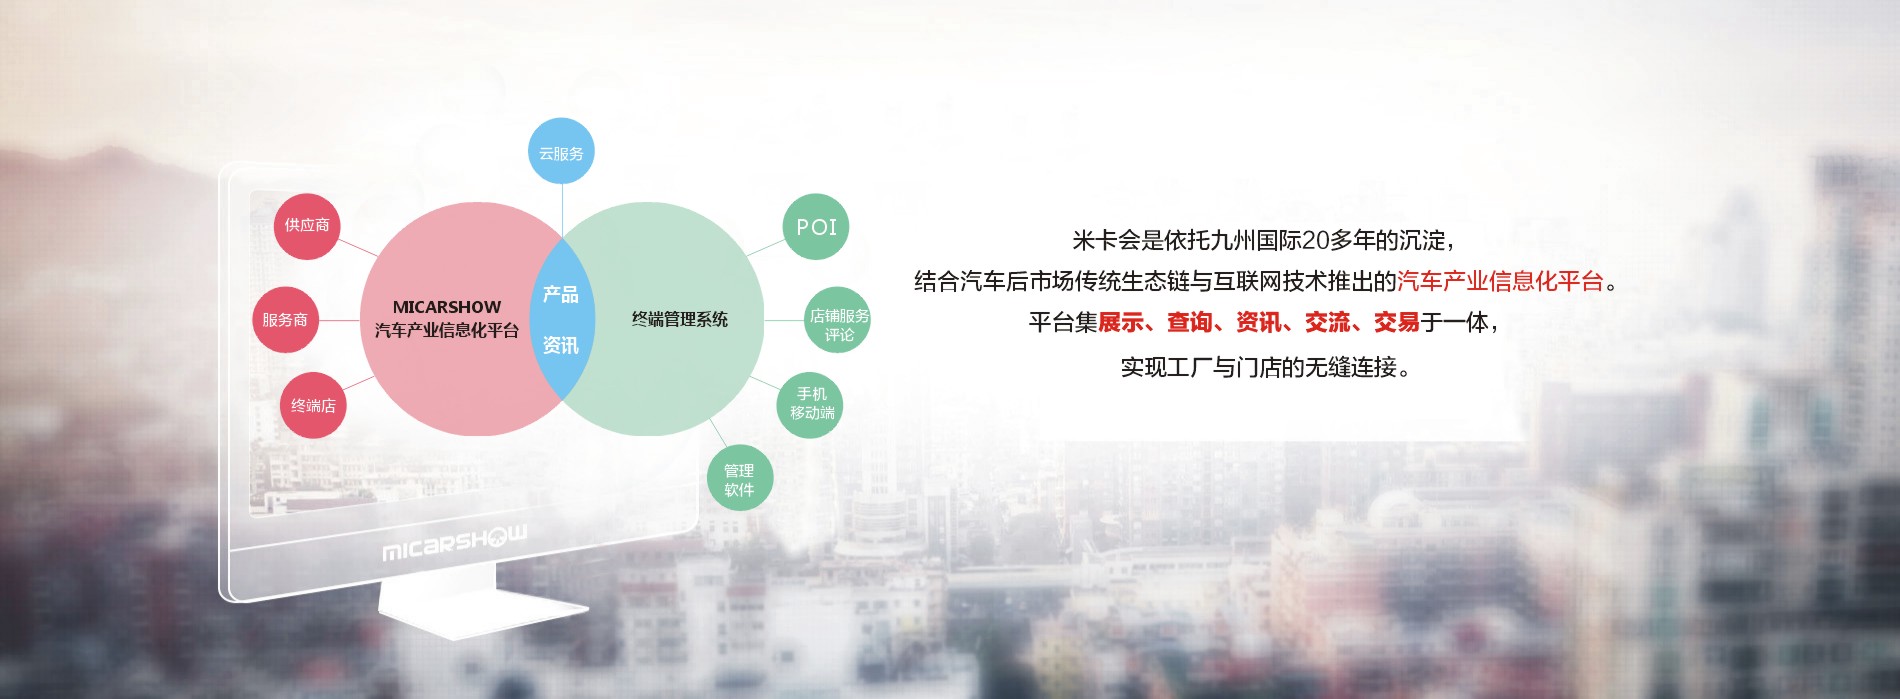 云服务
供应商
服务商
终端店
MICARSHOW
汽车产业信息化平台
产品
资讯
终端管理系统
POI
店铺服务
评论
手机
移动端
管理
软件
MICARSHOW
米卡会是依托九州国际20多年的沉淀，
结合汽车后市场传统生态链与互联网技术推出的汽车产业信息化平台。
平台集展示、查询、资讯、交流、交易于一体，
实现工厂与门店的无缝连接。